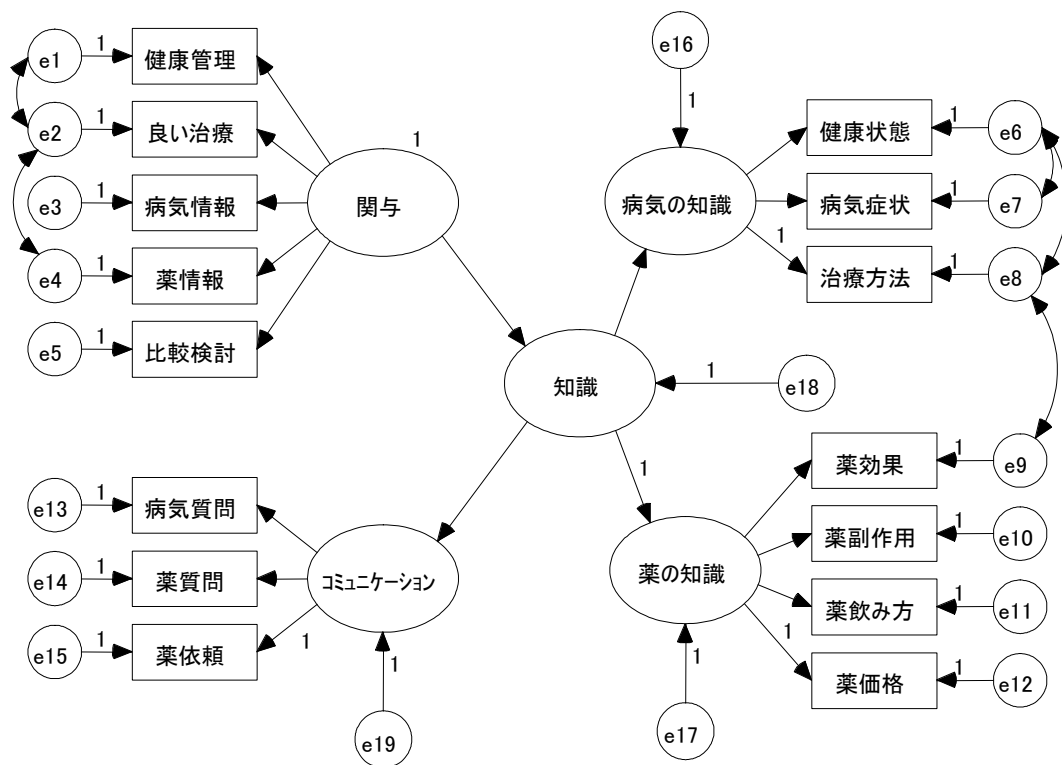 e1
1
健康管理
e2
1
良い治療
e3
1
病気情報
e4
1
薬情報
e5
1
比較検討
1
関与
e16
1
病気の知識
健康状態
1
e6
病気症状
1
e7
1
治療方法
1
e8
知識
1
e18
1
e13
1
病気質問
e14
1
薬質問
e15
1
薬依頼
1
コミュニケーション
1
e19
薬の知識
1
e17
薬効果
1
e9
薬副作用
1
e10
薬飲み方
1
e11
1
薬価格
1
e12